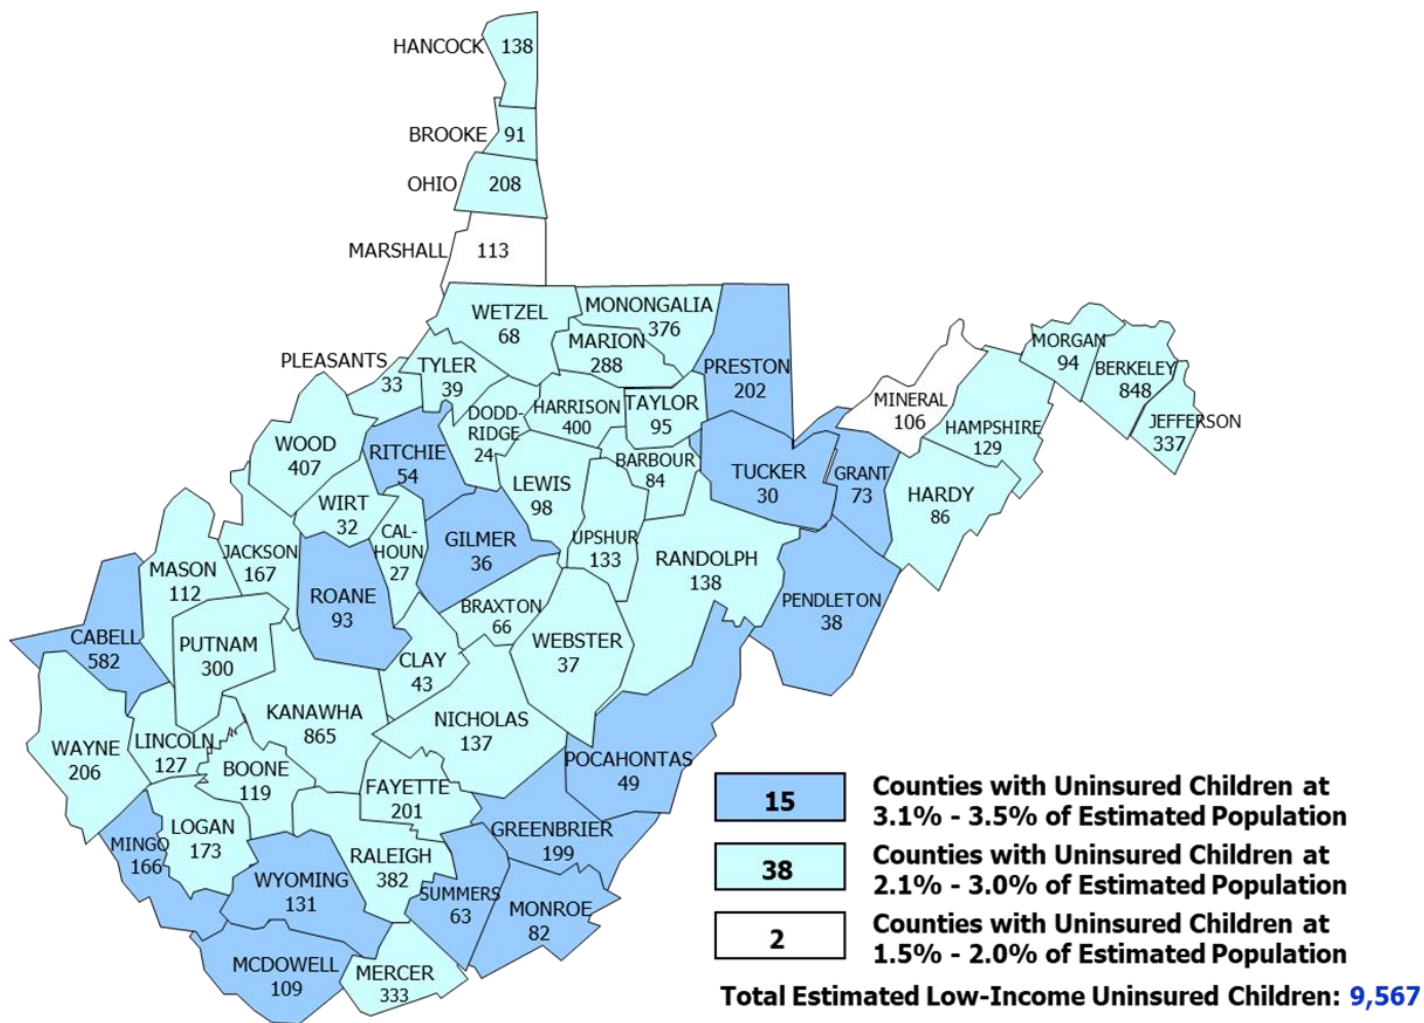 HANCOCK 138
BROOKE 91
OHIO 208
MARSHALL 113
WETZEL
68
MONONGALIA
376
MARION
288
PRESTON
202
PLEASANTS
33
TYLER
39
DODD-
RIDGE
24
HARRISON
400
TAYLOR
95
MINERAL
106
MORGAN
94
BERKELEY
848
JEFFERSON
337
HAMPSHIRE
129
WOOD
407
RITCHIE
54
BARBOUR
84
TUCKER
30
GRANT
73
HARDY
86
WIRT
32
LEWIS
98
CAL-
HOUN
27
GILMER
36
UPSHUR
133
RANDOLPH
138
JACKSON
167
MASON
112
ROANE
93
BRAXTON
66
PENDLETON
38
CABELL
582
PUTNAM
300
CLAY
43
WEBSTER
37
KANAWHA
865
NICHOLAS
137
WAYNE
206
LINCOLN
127
BOONE
119
FAYETTE
201
POCAHONTAS
49
LOGAN
173
MINGO
166
GREENBRIER
199
RALEIGH
382
WYOMING
131
SUMMERS
63
MONROE
82
MCDOWELL
109
MERCER
333
15 Counties with Uninsured Children at
3.1% - 3.5% of Estimated Population
38 Counties with Uninsured Children at
2.1% - 3.0% of Estimated Population
2 Counties with Uninsured Children at
1.5% - 2.0% of Estimated Population
Total Estimated Low-Income Uninsured Children: 9,567